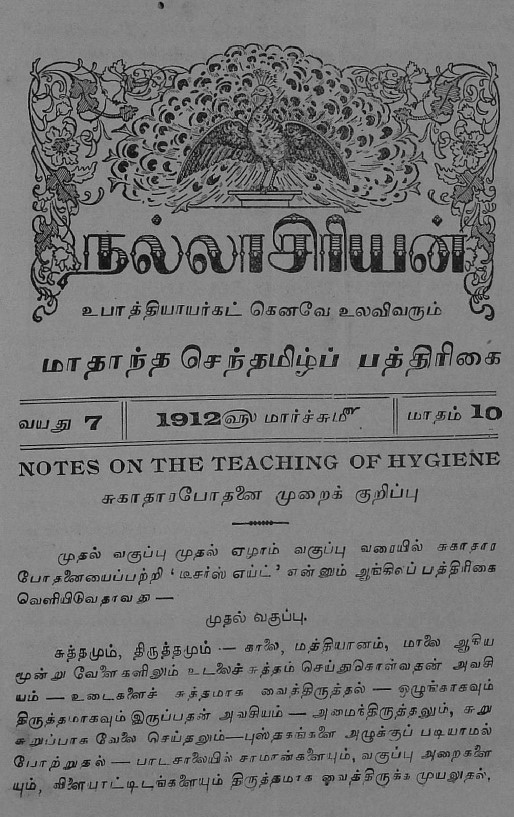 நல்லாசிரியன்
உபாத்தியாயர்கட் கெனவே உலவிவரும்
மாதாந்த செந்தமிழ்ப் பத்திரிகை
வயது 7 1912௵ மார்ச்சு௴ மாதம் 10
NOTES ON THE TEACHING OF HYGIENE
சுகாதாரபோதனை முறைக் குறிப்பு
முதல் வகுப்பு முதல் ஏழாம் வகுப்பு வரையில் சுகாதார
போதனையைப்பற்றி ‘டீசர்ஸ் எய்ட்’ என்னும் ஆங்கிலப் பத்திரிகை
வெளியிடுவதாவது —
முதல் வகுப்பு.
சுத்தமும், திருத்தமும் — காலை, மத்தியானம், மாலை ஆகிய
மூன்று வேளைகளிலும் உடலைச் சுத்தம் செய்துகொள்வதன் அவசி
யம் — உடைகளைச் சுத்தமாக வைத்திருத்தல் — ஒழுங்காகவும்
திருத்தமாகவும் இருப்பதன் அவசியம் — அமைந்திருத்தலும், சுறு
சுறுப்பாக வேலை செய்தலும்—புஸ்தகங்களை அழுக்குப் படியாமல்
போற்றுதல் — பாடசாலையில் சாமான்களையும், வகுப்பு அறைகளை
யும், விளையாட்டிடங்களையும் திருத்தமாக வைத்திருக்க முயலுதல்,